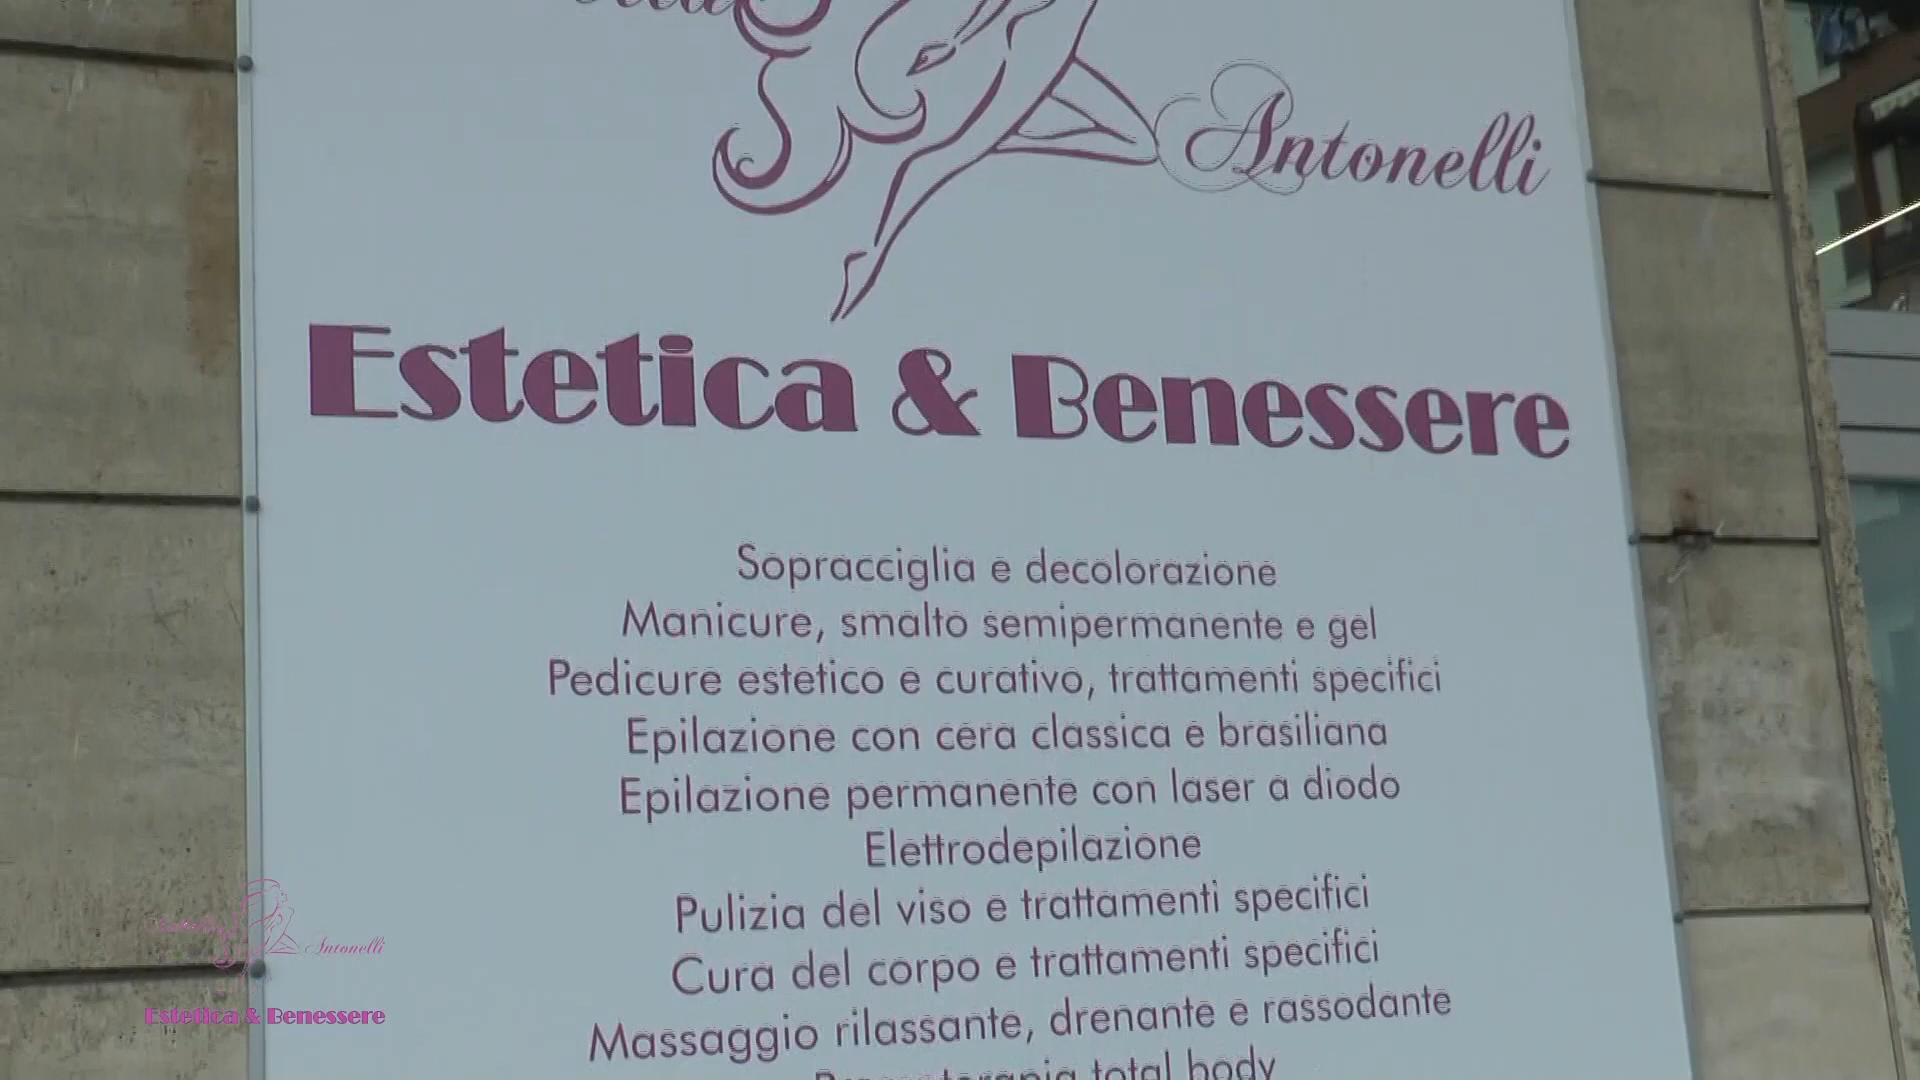 Antonelli
Estetica & Benessere
Sopracciglia e decolorazione
Manicure, smalto semipermanente e gel
Pedicure estetico e curativo, trattamenti specifici
Epilazione con cera classica e brasiliana
Epilazione permanente con laser a diodo
Elettrodepilazione
Pulizia del viso e trattamenti specifici
Cura del corpo e trattamenti specifici
Massaggio rilassante, drenante e rassodante
total body
Antonelli
Estetica & Benessere